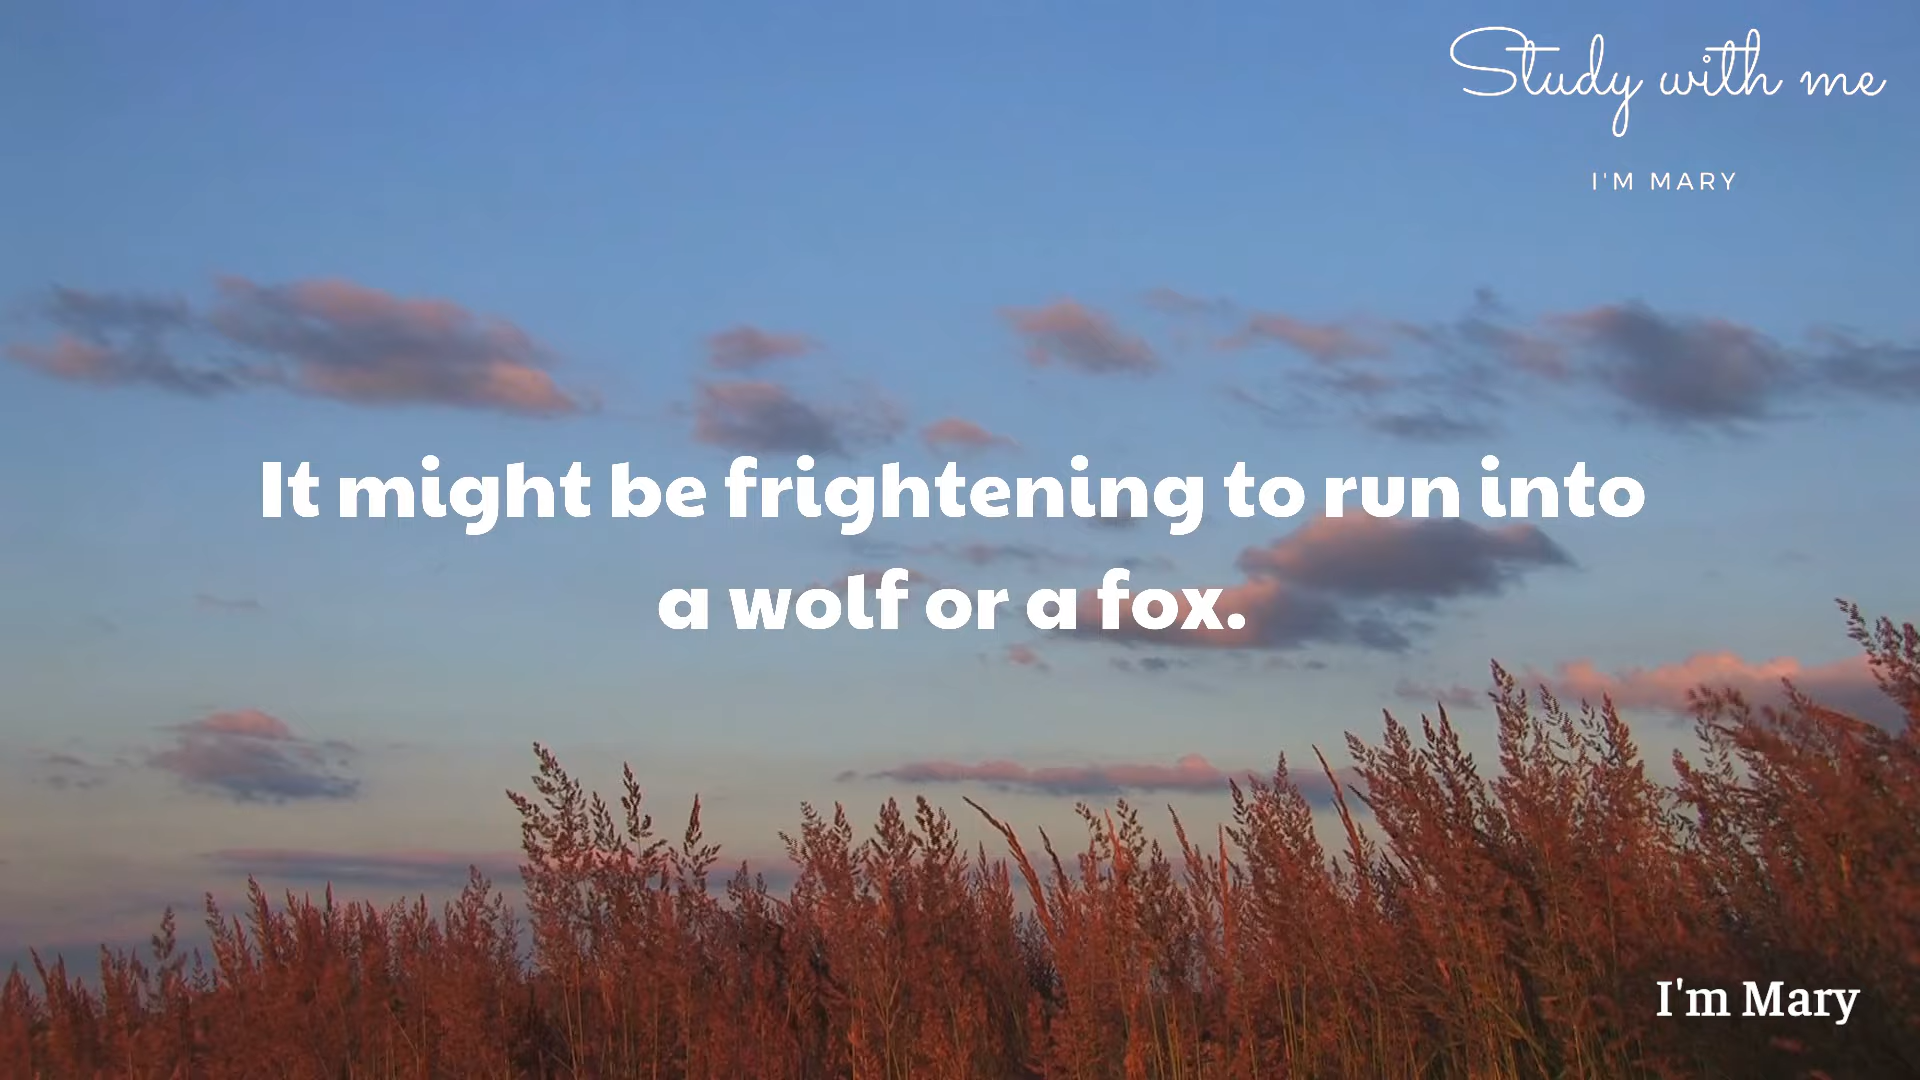 Study with me
I'M MARY
It might be frightening to run into
a wolf or a fox.
I'm Mary